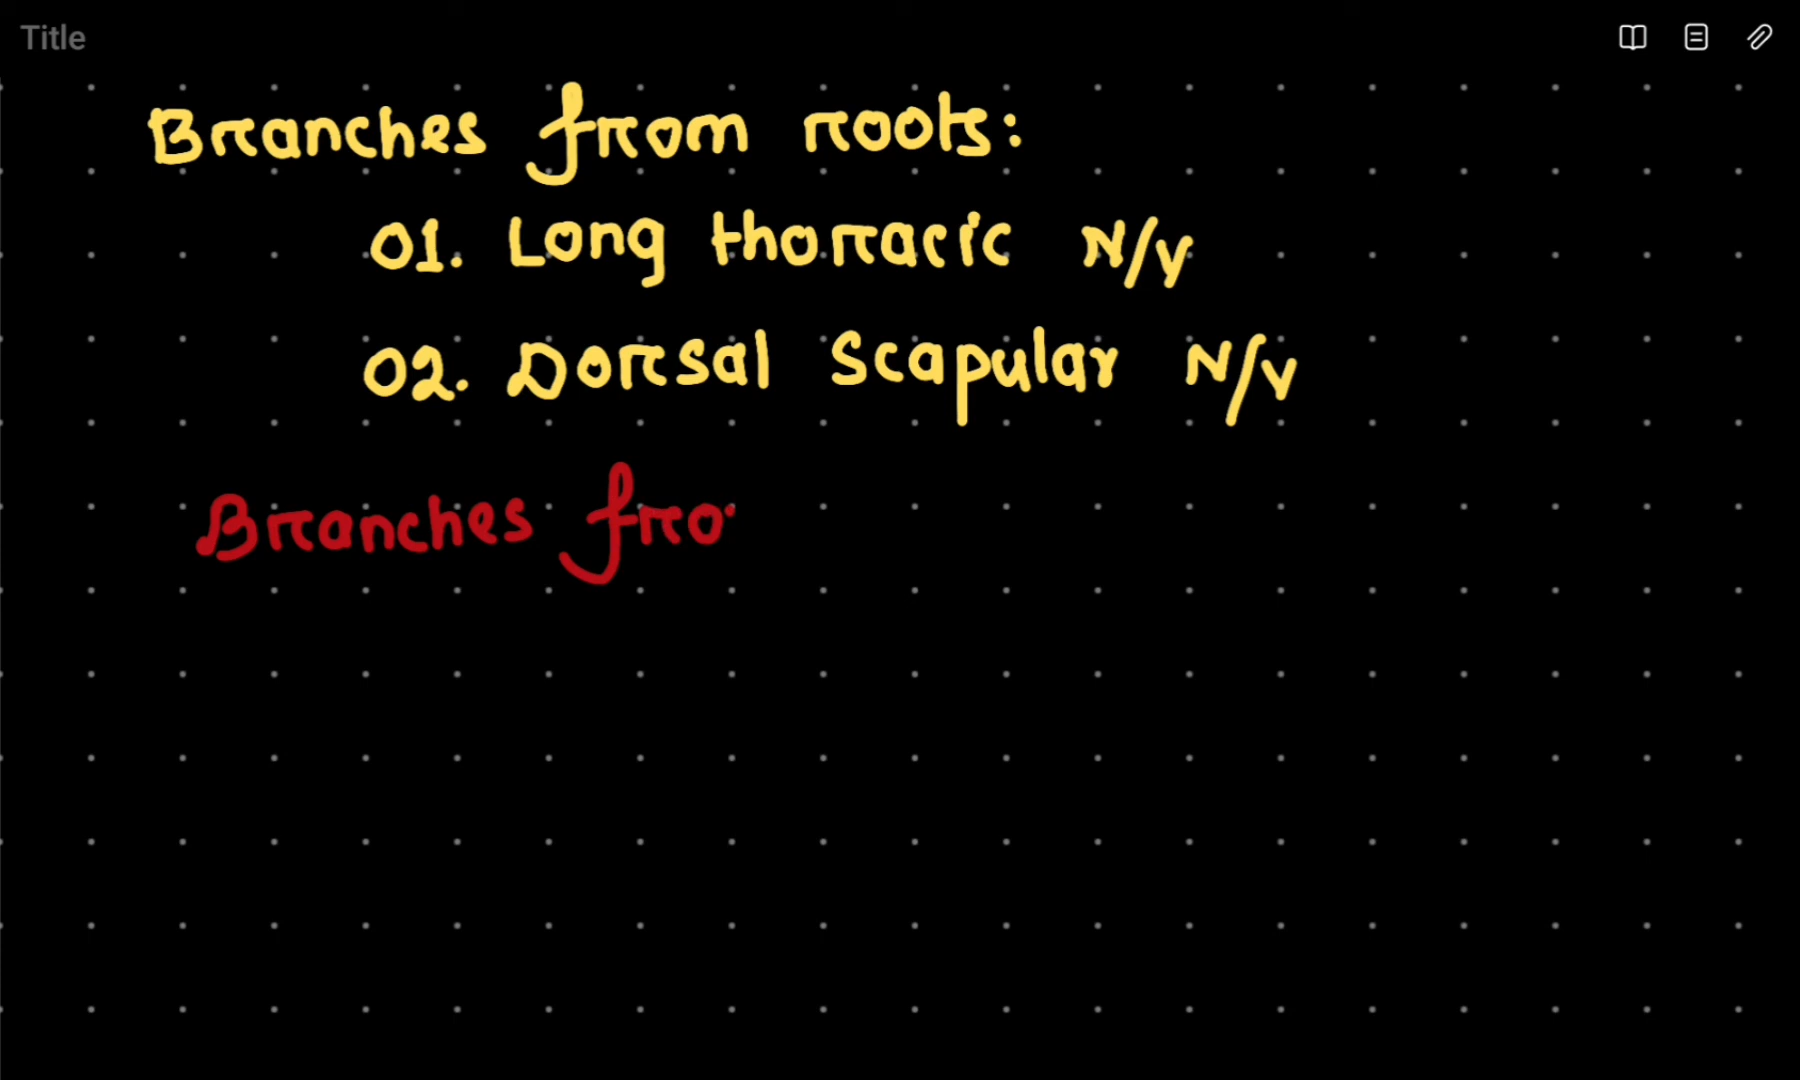 Title
Branches from roots:
01. Long thoracic N/V
02. Dorsal Scapular N/V
Branches fro